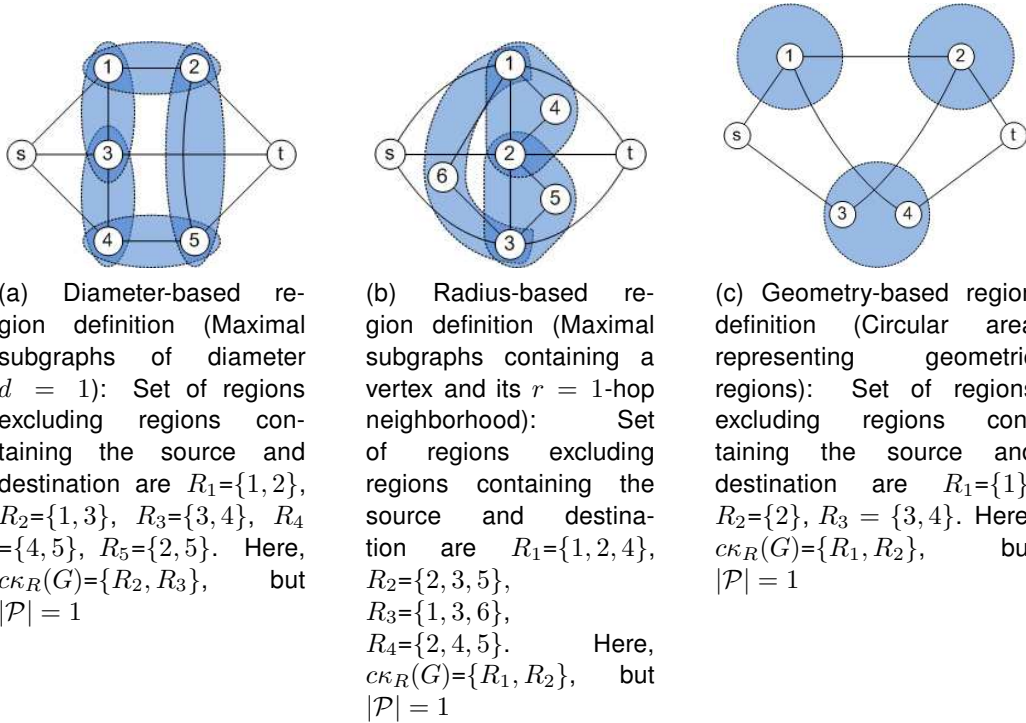 1
2
s
3
t
4
5
1
4
s
2
t
6
5
3
1
2
s
t
3
4
(a) Diameter-based re-
gion definition (Maximal
subgraphs of diameter
d = 1): Set of regions
excluding regions con-
taining the source and
destination are R1={1, 2},
R2={1, 3}, R3={3, 4}, R4
={4, 5}, R5={2, 5}. Here,
cκR(G)={R2, R3}, but
|P| = 1
(b) Radius-based re-
gion definition (Maximal
subgraphs containing a
vertex and its r = 1-hop
neighborhood): Set
of regions excluding
regions containing the
source and destina-
tion are R1={1, 2, 4},
R2={2, 3, 5},
R3={1, 3, 6},
R4={2, 4, 5}. Here,
cκR(G)={R1, R2}, but
|P| = 1
(c) Geometry-based region
definition (Circular area
representing geometric
regions): Set of regions
excluding regions con
taining the source and
destination are R1={1}
R2={2}, R3 = {3, 4}. Here
cκR(G)={R1, R2}, bu
|P| = 1